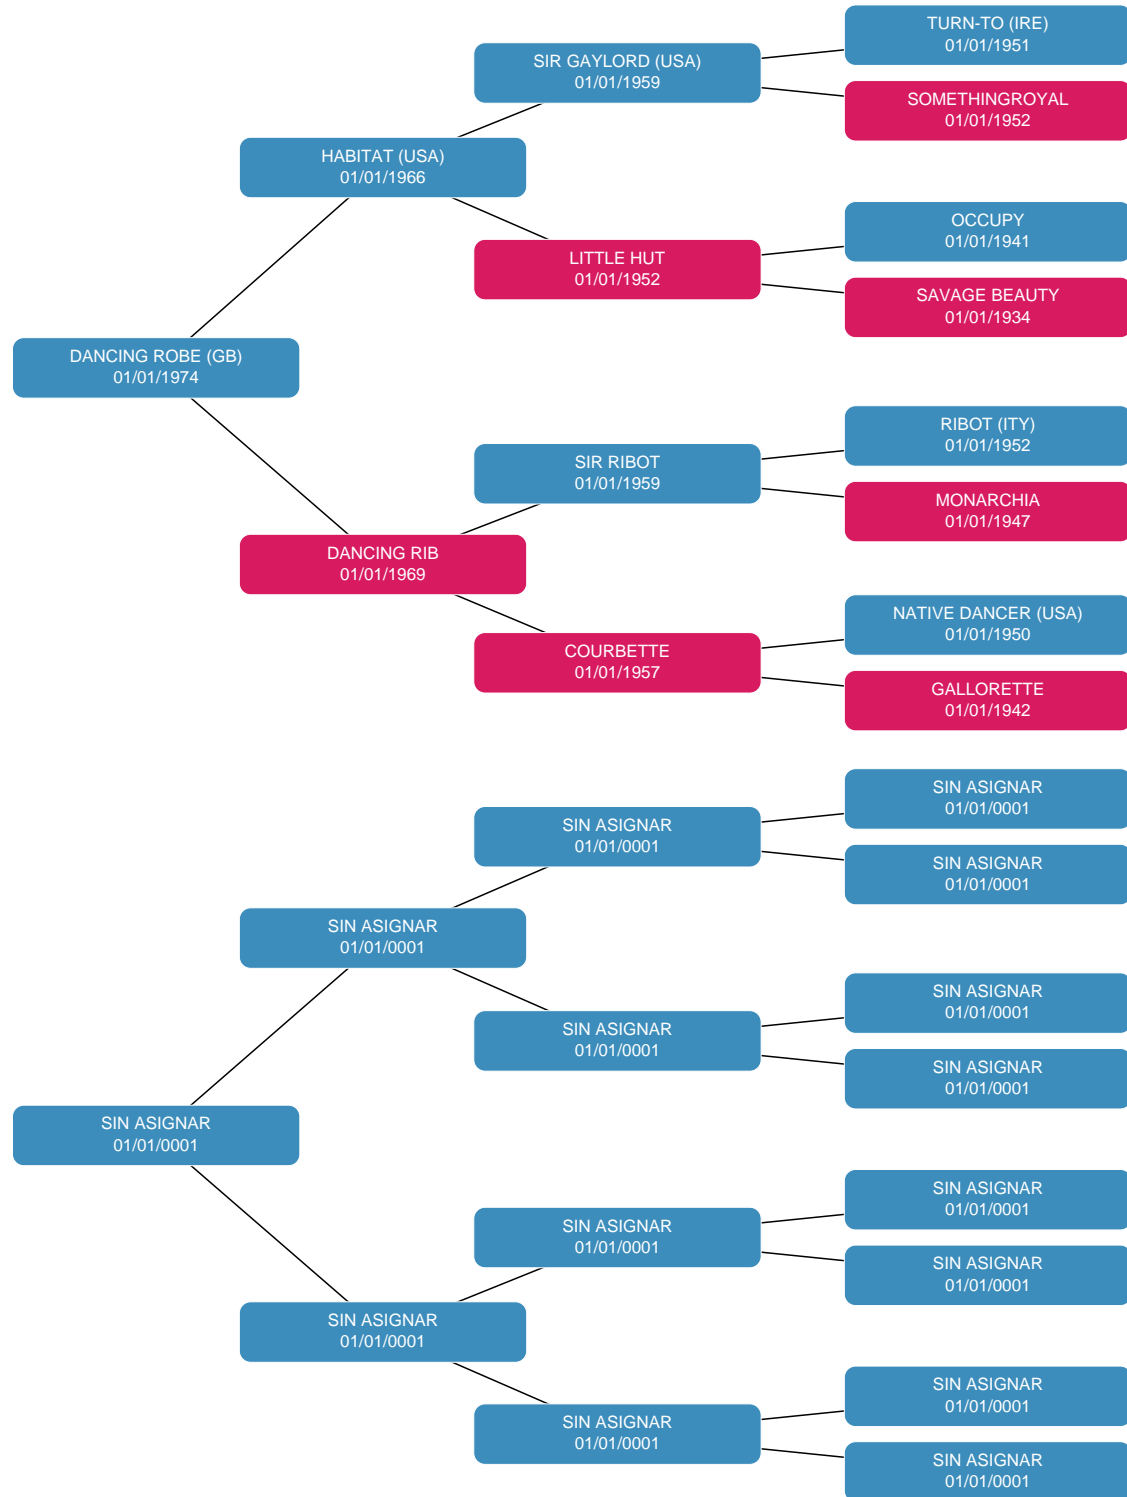 TURN-TO (IRE)
01/01/1951
SIR GAYLORD (USA)
01/01/1959
SOMETHINGROYAL
01/01/1952
HABITAT (USA)
01/01/1966
OCCUPY
01/01/1941
LITTLE HUT
01/01/1952
SAVAGE BEAUTY
01/01/1934
DANCING ROBE (GB)
01/01/1974
RIBOT (ITY)
01/01/1952
SIR RIBOT
01/01/1959
MONARCHIA
01/01/1947
DANCING RIB
01/01/1969
NATIVE DANCER (USA)
01/01/1950
COURBETTE
01/01/1957
GALLORETTE
01/01/1942
SIN ASIGNAR
01/01/0001
SIN ASIGNAR
01/01/0001
SIN ASIGNAR
01/01/0001
SIN ASIGNAR
01/01/0001
SIN ASIGNAR
01/01/0001
SIN ASIGNAR
01/01/0001
SIN ASIGNAR
01/01/0001
SIN ASIGNAR
01/01/0001
SIN ASIGNAR
01/01/0001
SIN ASIGNAR
01/01/0001
SIN ASIGNAR
01/01/0001
SIN ASIGNAR
01/01/0001
SIN ASIGNAR
01/01/0001
SIN ASIGNAR
01/01/0001
SIN ASIGNAR
01/01/0001